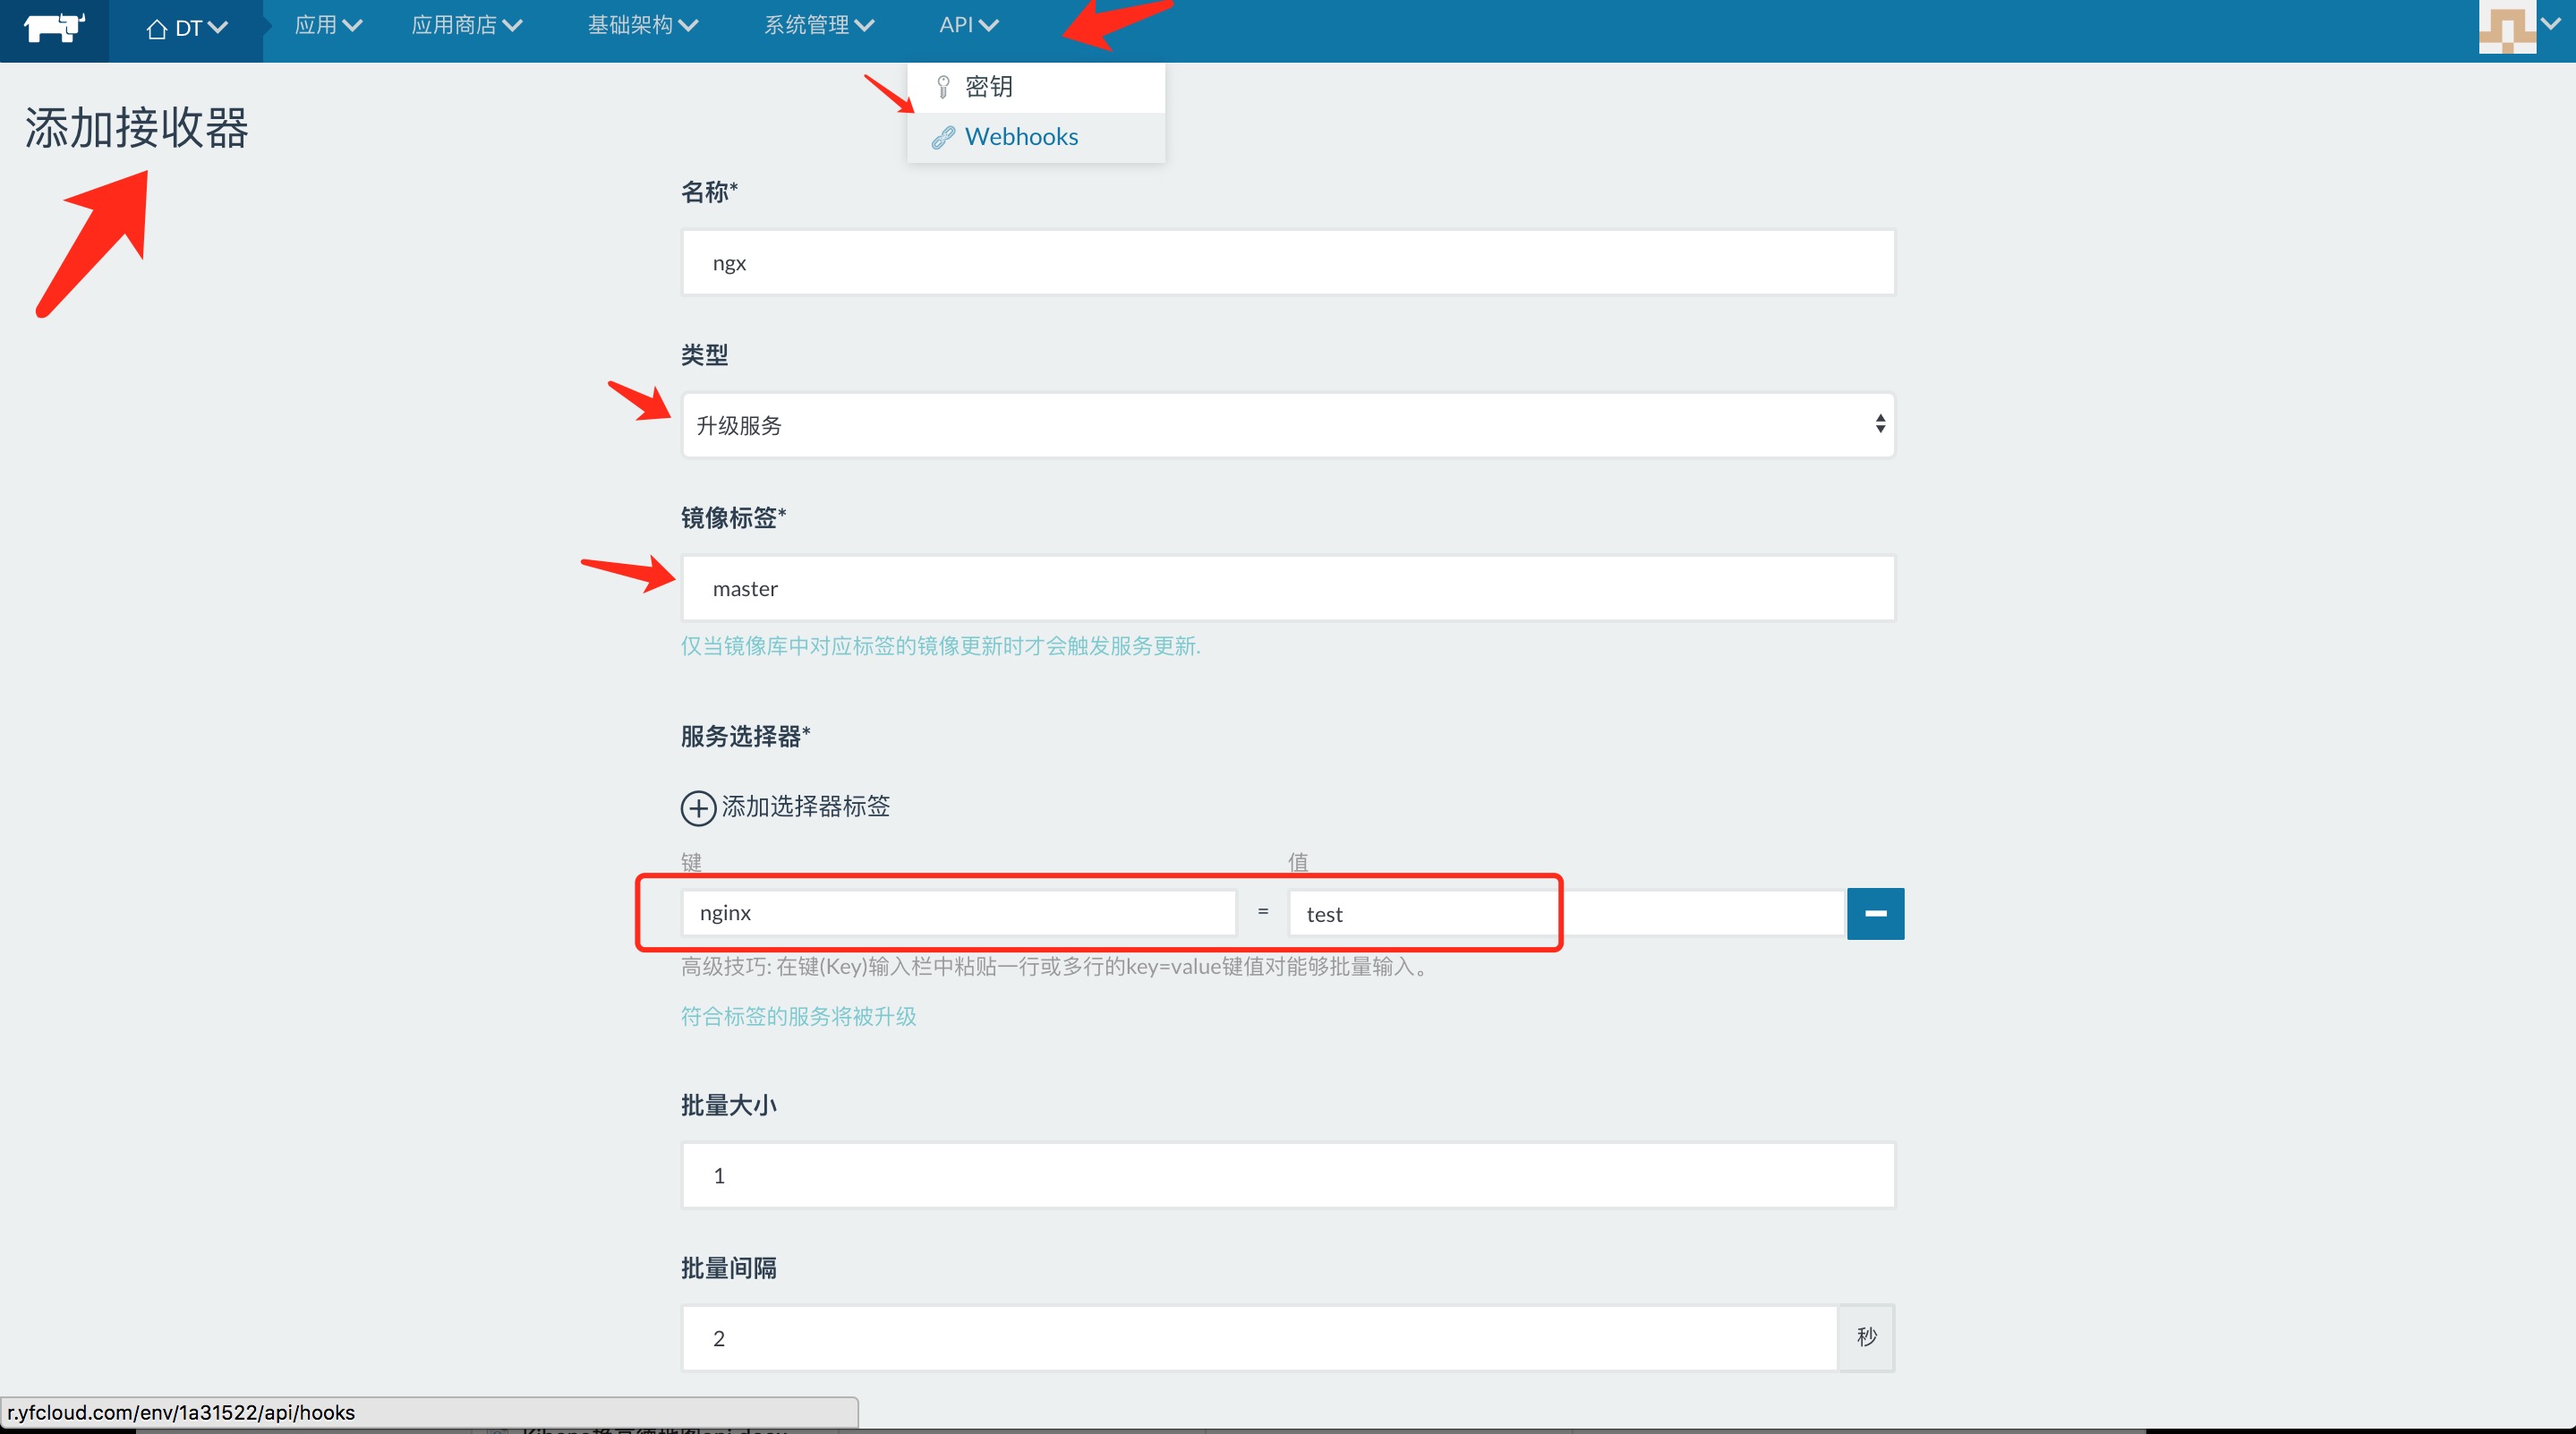 DT
应用
应用商店
基础架构
系统管理
API
密钥
Webhooks
添加接收器
名称*
ngx
类型
升级服务
镜像标签*
master
仅当镜像库中对应标签的镜像更新时才会触发服务更新.
服务选择器*
添加选择器标签
键 值
nginx = test
高级技巧: 在键(Key)输入栏中粘贴一行或多行的key=value键值对能够批量输入。
符合标签的服务将被升级
批量大小
1
批量间隔
2 秒
r.yfcloud.com/env/1a31522/api/hooks